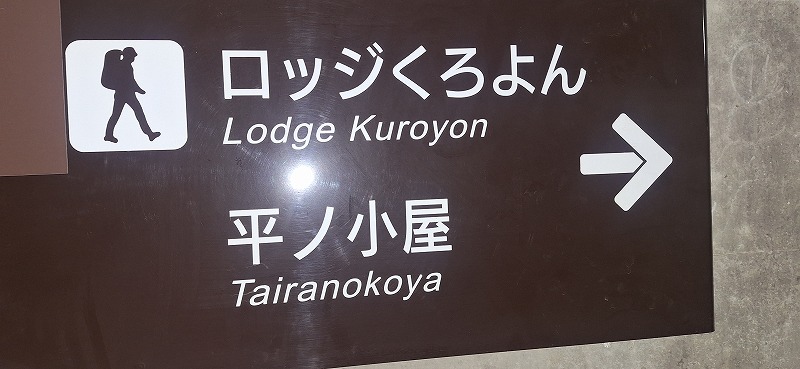 ロッジくろよん
Lodge Kuroyon
平ノ小屋
Tairanokoya